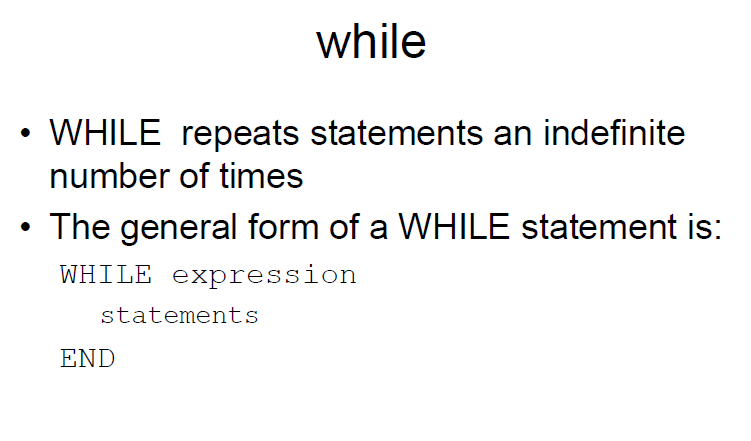 while
• WHILE  repeats statements an indefinite
number of times
• The general form of a WHILE statement is:
WHILE expression
statements
END